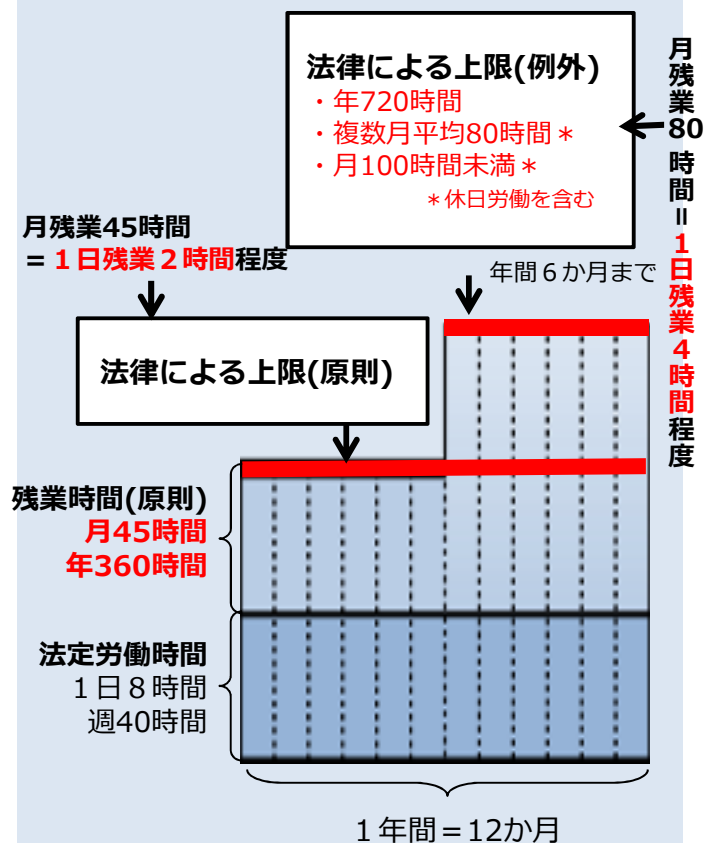 法律による上限(例外)
・年720時間
・複数月平均80時間＊
・月100時間未満＊
＊休日労働を含む
月残業80時間＝１日残業４時間程度
月残業45時間
=１日残業２時間程度
年間６か月まで
法律による上限(原則)
残業時間(原則)
月45時間
年360時間
法定労働時間
１日８時間
週40時間
１年間＝12か月